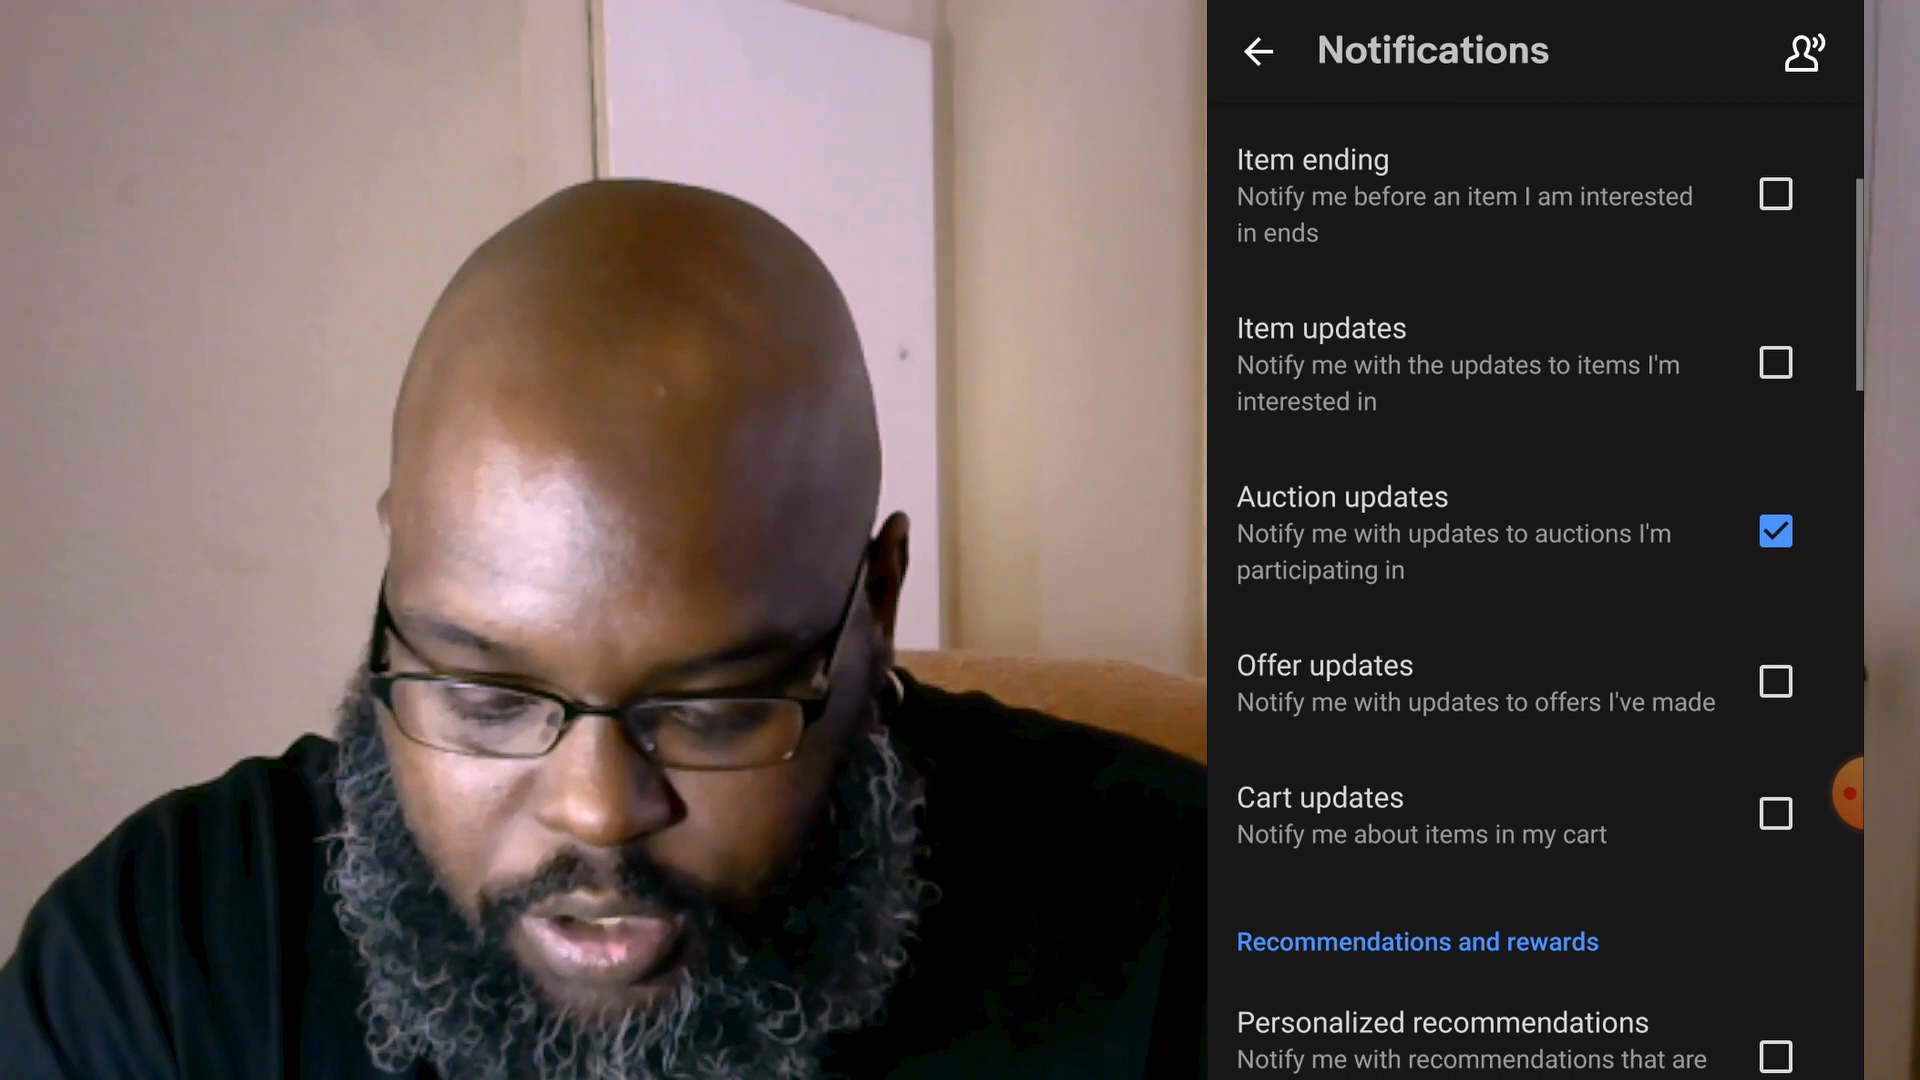 Notifications
Item ending
Notify me before an item I am interested
in ends
Item updates
Notify me with the updates to items I'm
interested in
Auction updates
Notify me with updates to auctions I'm
participating in
Offer updates
Notify me with updates to offers I've made
Cart updates
Notify me about items in my cart
Recommendations and rewards
Personalized recommendations
Notify me with recommendations that are